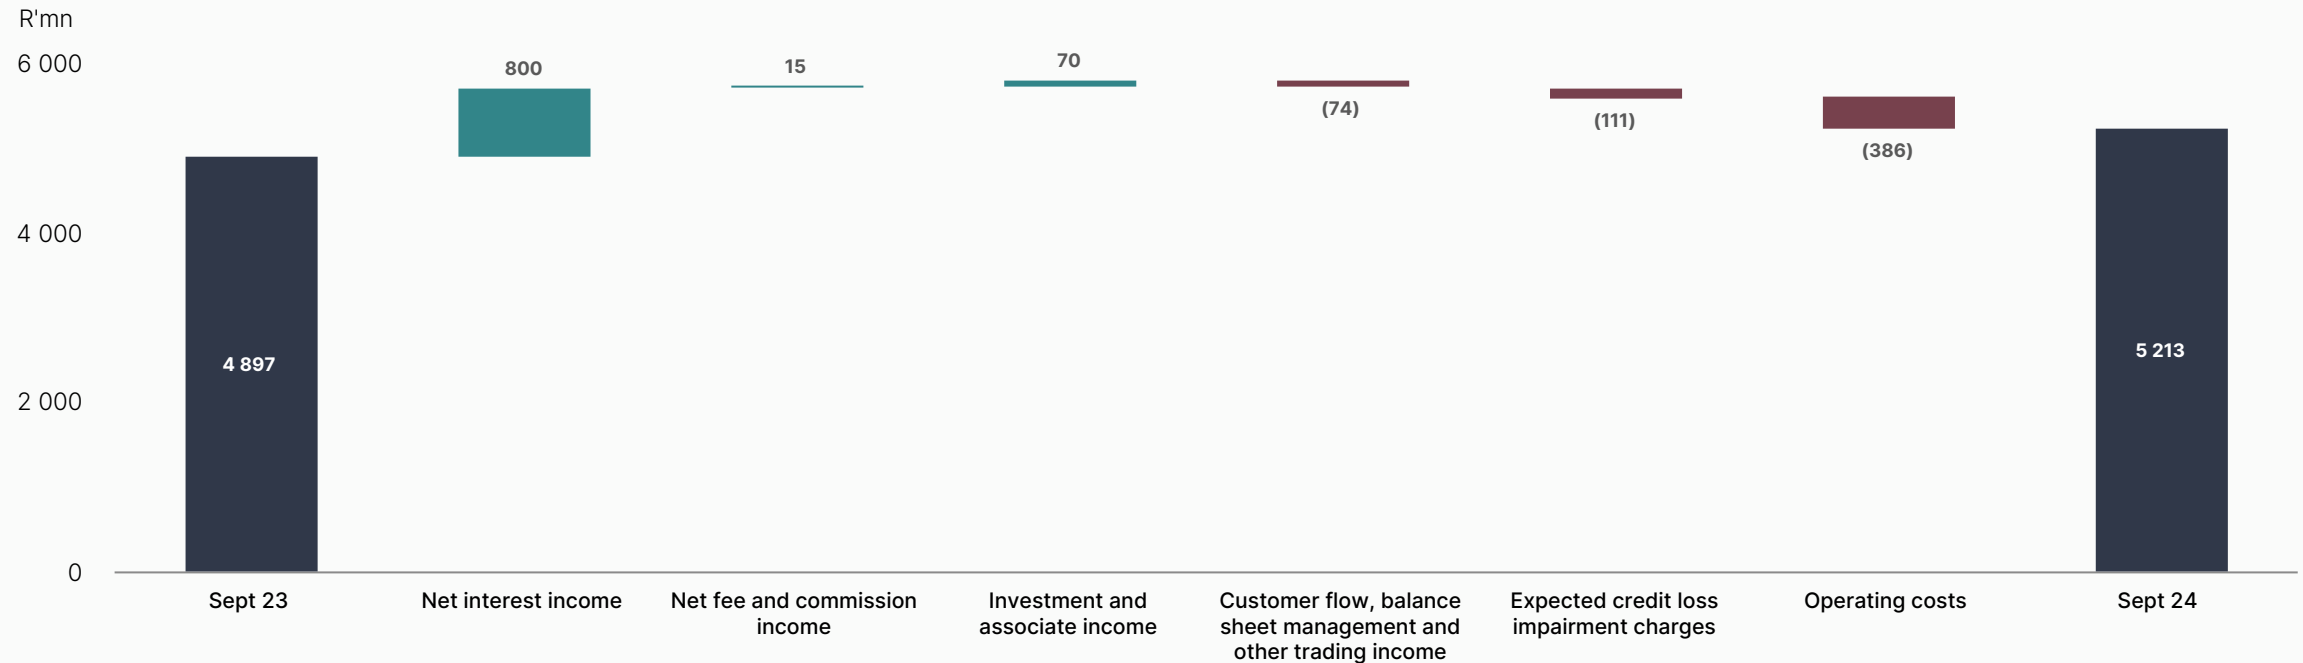 R'mn
6 000
4 000
2 000
0
800
15
70
(74)
(111)
(386)
4 897
5 213
Sept 23
Net interest income
Net fee and commission
income
Investment and
associate income
Customer flow, balance
sheet management and
other trading income
Expected credit loss
impairment charges
Operating costs
Sept 24